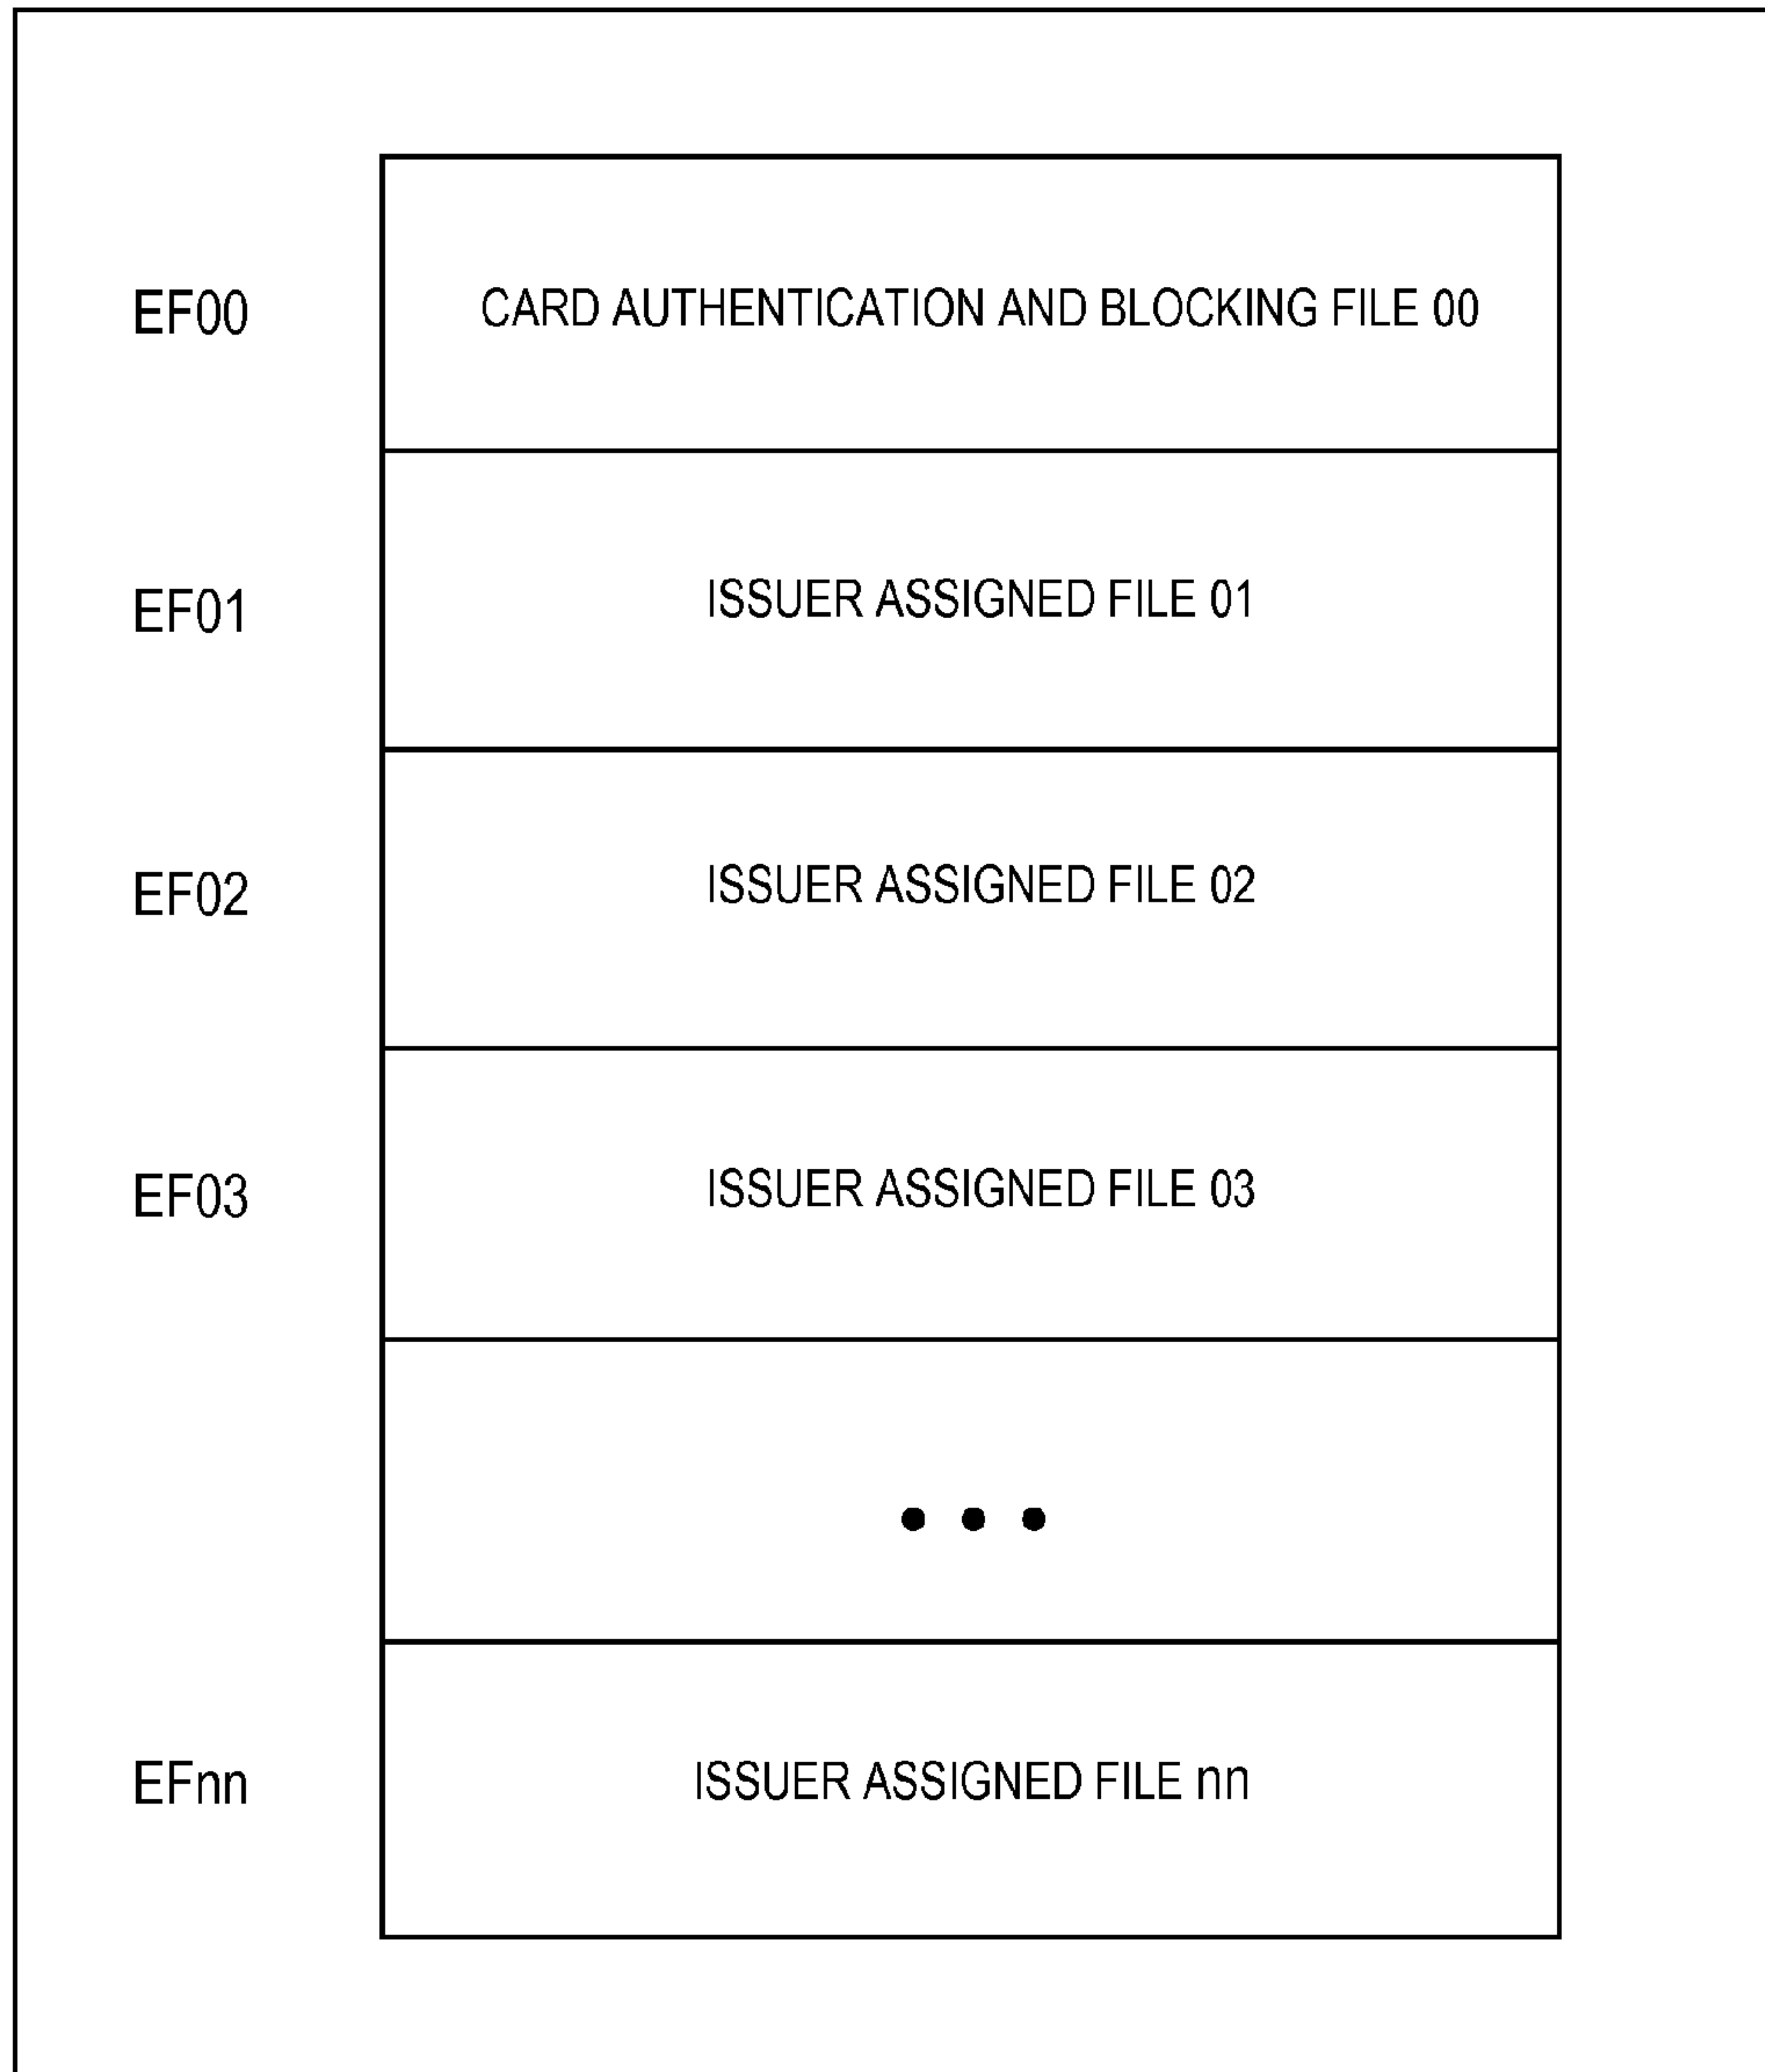 EF00 CARD AUTHENTICATION AND BLOCKING FILE 00
EF01 ISSUER ASSIGNED FILE 01
EF02 ISSUER ASSIGNED FILE 02
EF03 ISSUER ASSIGNED FILE 03
• • •
EFnn ISSUER ASSIGNED FILE nn